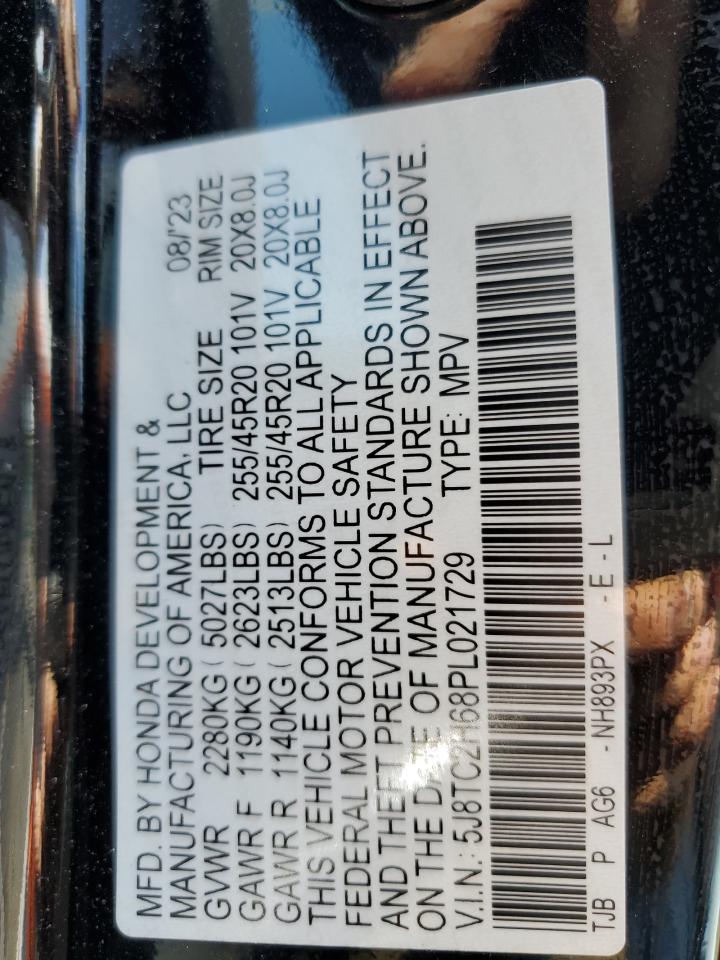 MFD. BY HONDA DEVELOPMENT &
MANUFACTURING OF AMERICA, LLC 08/'23
GVWR 2280KG ( 5027LBS) TIRE SIZE RIM SIZE
GAWR F 1190KG ( 2623LBS) 255/45R20 101V 20X8.0J
GAWR R 1140KG ( 2513LBS) 255/45R20 101V 20X8.0J
THIS VEHICLE CONFORMS TO ALL APPLICABLE
FEDERAL MOTOR VEHICLE SAFETY
AND THEFT PREVENTION STANDARDS IN EFFECT
ON THE DATE OF MANUFACTURE SHOWN ABOVE.
V.I.N.: 5J8TC2H68PL021729 TYPE: MPV
TJB P AG6 - NH893PX - E - L